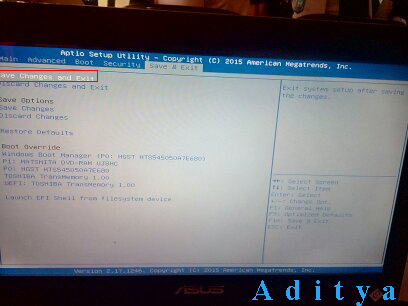 Aptio Setup Utility - Copyright (C) 2015 American Megatrends, Inc.
Main Advanced Boot Security Save & Exit
Save Changes and Exit
Discard Changes and Exit
Save Options
Save Changes
Discard Changes
Restore Defaults
Boot Override
Windows Boot Manager (P0: HGST HTS545050A7E680)
P1: MATSHITA DVD-RAM UJ8HC
P0: HGST HTS545050A7E680
TOSHIBA TransMemory 1.00
UEFI: TOSHIBA TransMemory 1.00
Launch EFI Shell from filesystem device
Exit system setup after saving
the changes.
: Select Screen
: Select Item
Enter: Select
+/-: Change Opt.
F1: General Help
F9: Optimized Defaults
F10: Save & Exit
ESC: Exit
Version 2.17.1246. Copyright (C) 2015 American Megatrends, Inc.
ASUS
Aditya